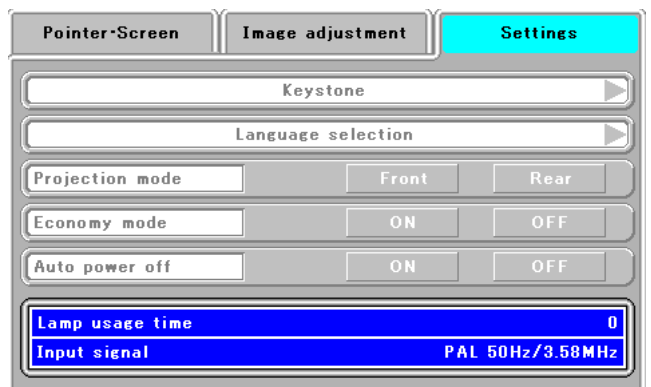 Pointer·Screen Image adjustment Settings
Keystone
Language selection
Projection mode Front Rear
Economy mode ON OFF
Auto power off ON OFF
Lamp usage time 0
Input signal PAL 50Hz/3.58MHz